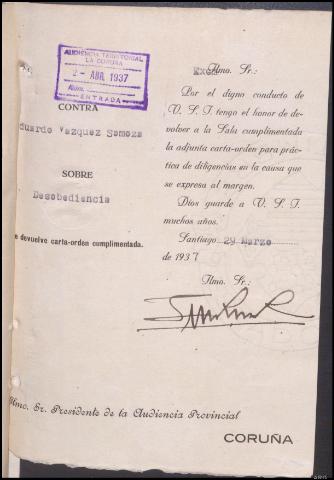 AUDIENCIA TERRITORIAL
LA CORUÑA
2 - ABR. 1937
Núm.
ENTRADA
CONTRA
duardo Vazquez Somoza
SOBRE
Desobediencia
e devuelve carta-orden cumplimentada.
Ilmo. Sr.:
Por el digno conducto de
V. S. I. tengo el honor de de-
volver a la Sala cumplimentada
la adjunta carta-orden para prác-
tica de diligencias en la causa que
se expresa al margen.
Dios guarde a V. S. I.
muchos años.
Santiago 29 Marzo
de 1937
Ilmo. Sr.:
Ilmo. Sr. Presidente de la Audiencia Provincial
CORUÑA